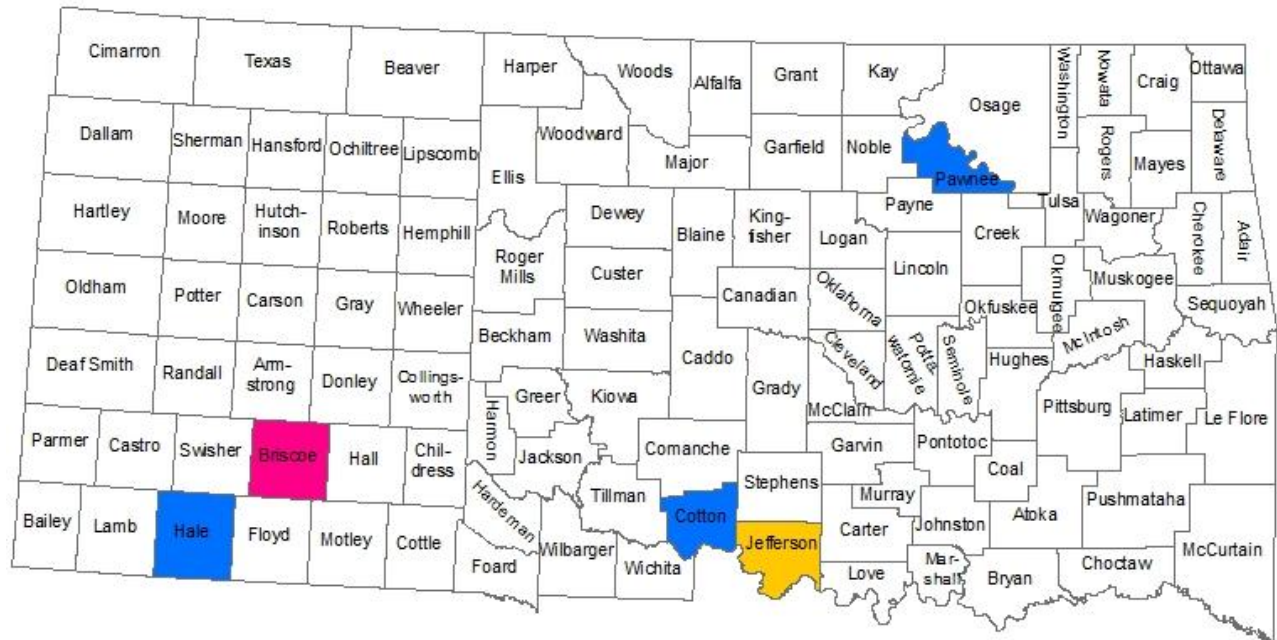 Cimarron
Texas
Beaver
Harper
Woods
Alfalfa
Grant
Kay
Osage
Washington
Nowata
Craig
Ottawa
Dallam
Sherman
Hansford
Ochiltree
Lipscomb
Ellis
Woodward
Major
Garfield
Noble
Pawnee
Rogers
Mayes
Delaware
Hartley
Moore
Hutch-
inson
Roberts
Hemphill
Roger
Mills
Dewey
Blaine
King-
fisher
Logan
Payne
Creek
Tulsa
Wagoner
Cherokee
Adair
Oldham
Potter
Carson
Gray
Wheeler
Custer
Canadian
Oklahoma
Lincoln
Okfuskee
Okmulgee
Muskogee
Sequoyah
Deaf Smith
Randall
Arm-
strong
Donley
Collings-
worth
Beckham
Washita
Caddo
Grady
Cleveland
Potta
watomie
Seminole
Hughes
McIntosh
Haskell
Harmon
Greer
Kiowa
McClain
Pittsburg
Latimer
Le Flore
Parmer
Castro
Swisher
Briscoe
Hall
Chil-
dress
Jackson
Comanche
Garvin
Pontotoc
Coal
Bailey
Lamb
Hale
Floyd
Motley
Cottle
Hardeman
Foard
Wilbarger
Tillman
Wichita
Cotton
Stephens
Jefferson
Murray
Carter
Love
Johnston
Mar-
shall
Atoka
Bryan
Pushmataha
Choctaw
McCurtain